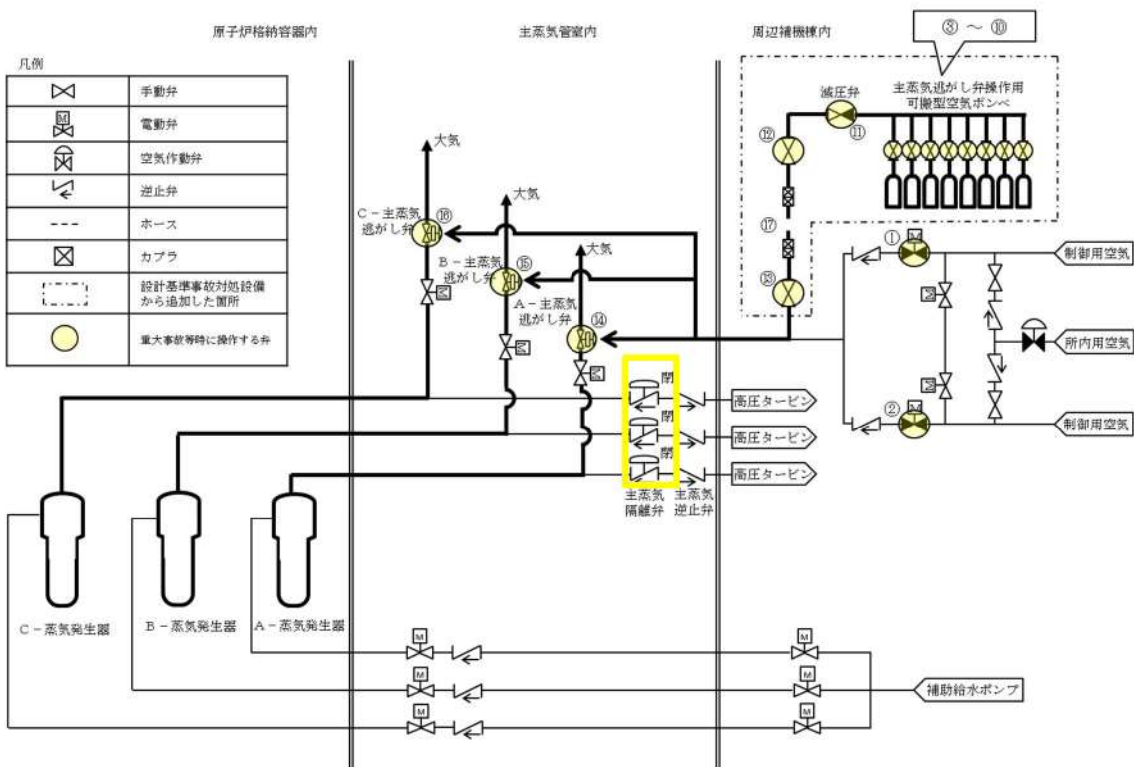 原子炉格納容器内
主蒸気管室内
周辺補機棟内
③ ～ ⑩
凡例
手動弁
M
電動弁
空気作動弁
逆止弁
ホース
カプラ
設計基準事故対処設備
から追加した箇所
重大事故等時に操作する弁
主蒸気逃がし弁操作用
可搬型空気ボンベ
減圧弁
⑪
⑫
⑰
⑬
大気
C－主蒸気
逃がし弁
⑯
大気
B－主蒸気
逃がし弁
⑮
大気
A－主蒸気
逃がし弁
⑭
M
M
M
①
M
制御用空気
M
所内用空気
M
②
M
制御用空気
閉
高圧タービン
閉
高圧タービン
閉
高圧タービン
主蒸気
隔離弁
主蒸気
逆止弁
C－蒸気発生器
B－蒸気発生器
A－蒸気発生器
M
M
M
M
M
M
補助給水ポンプ